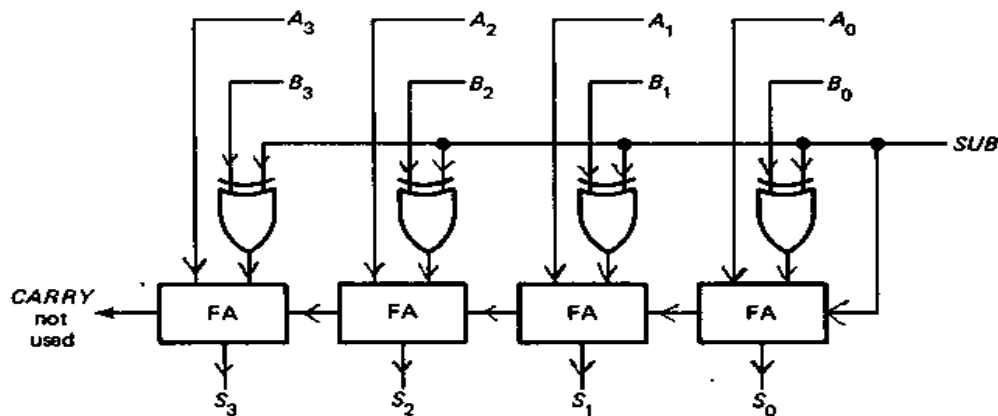 A₃ A₂ A₁ A₀
B₃ B₂ B₁ B₀
SUB
CARRY
not
used
FA FA FA FA
S₃ S₂ S₁ S₀